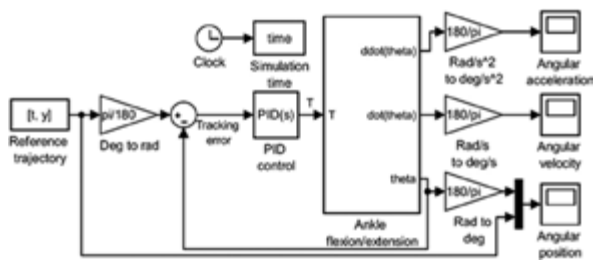 Clock
time
Simulation
time
[t, y]
Reference
trajectory
pi/180
Deg to rad
+
-
Tracking
error
PID(s)
PID
control
T
T
ddot(theta)
dot(theta)
theta
Ankle
flexion/extension
180/pi
Rad/s^2
to deg/s^2
180/pi
Rad/s
to deg/s
180/pi
Rad to
deg
Angular
acceleration
Angular
velocity
Angular
position